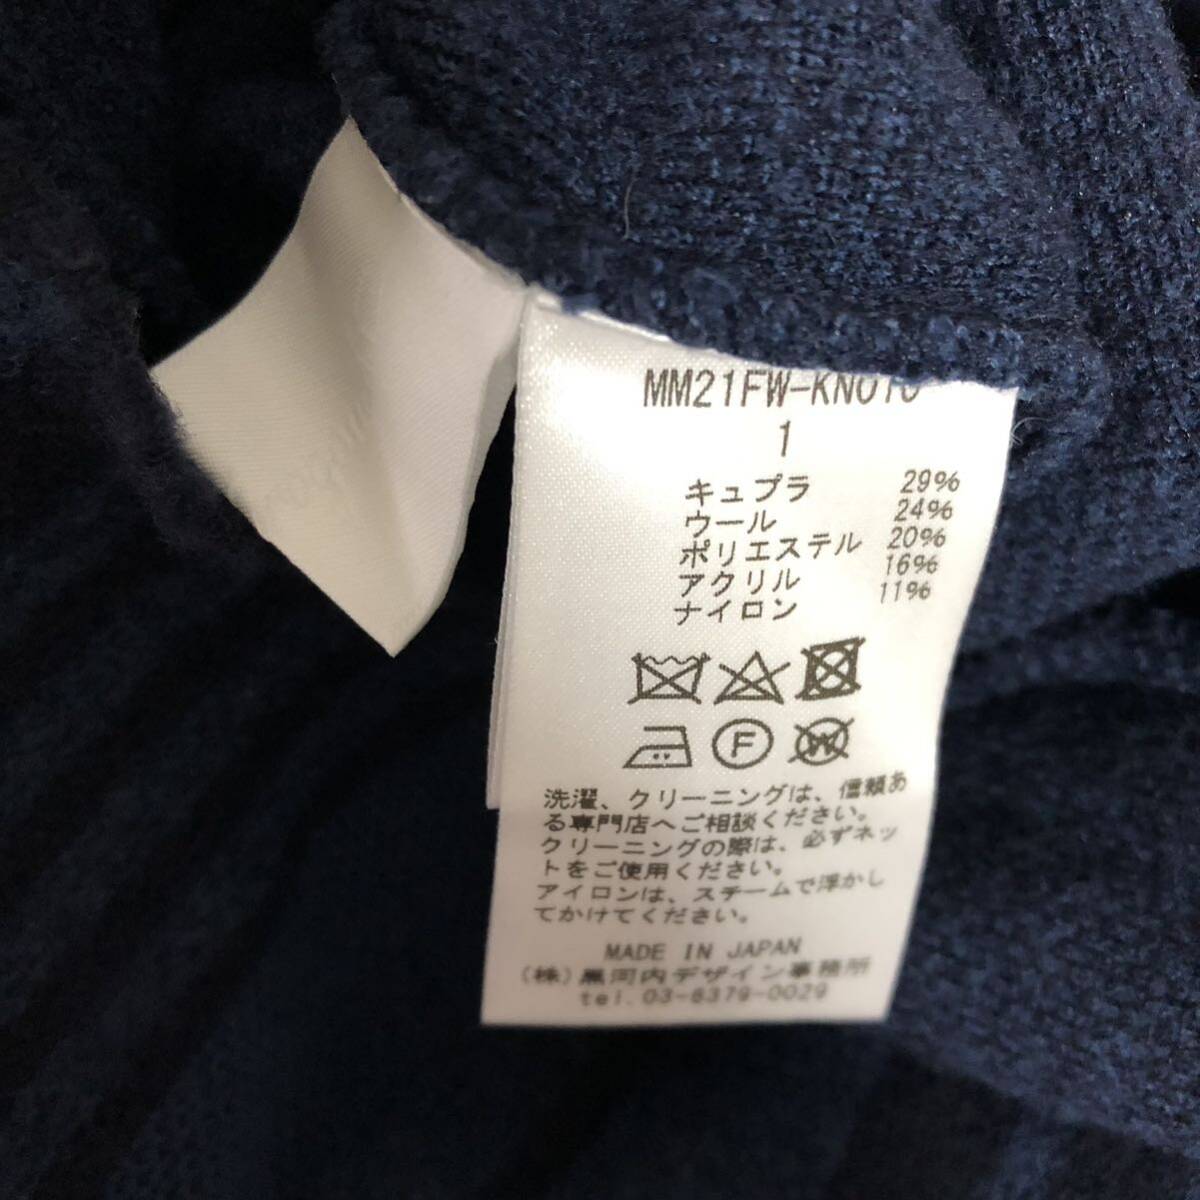 MM21FW-KN010
1
キュプラ 29%
ウール 24%
ポリエステル 20%
アクリル 16%
ナイロン 11%
F
W
洗濯、クリーニングは、信頼あ
る専門店へご相談ください。
クリーニングの際は、必ずネッ
トをご使用ください。
アイロンは、スチームで浮かし
てかけてください。
MADE IN JAPAN
(株)黒河内デザイン事務所
tel.03-6379-0029